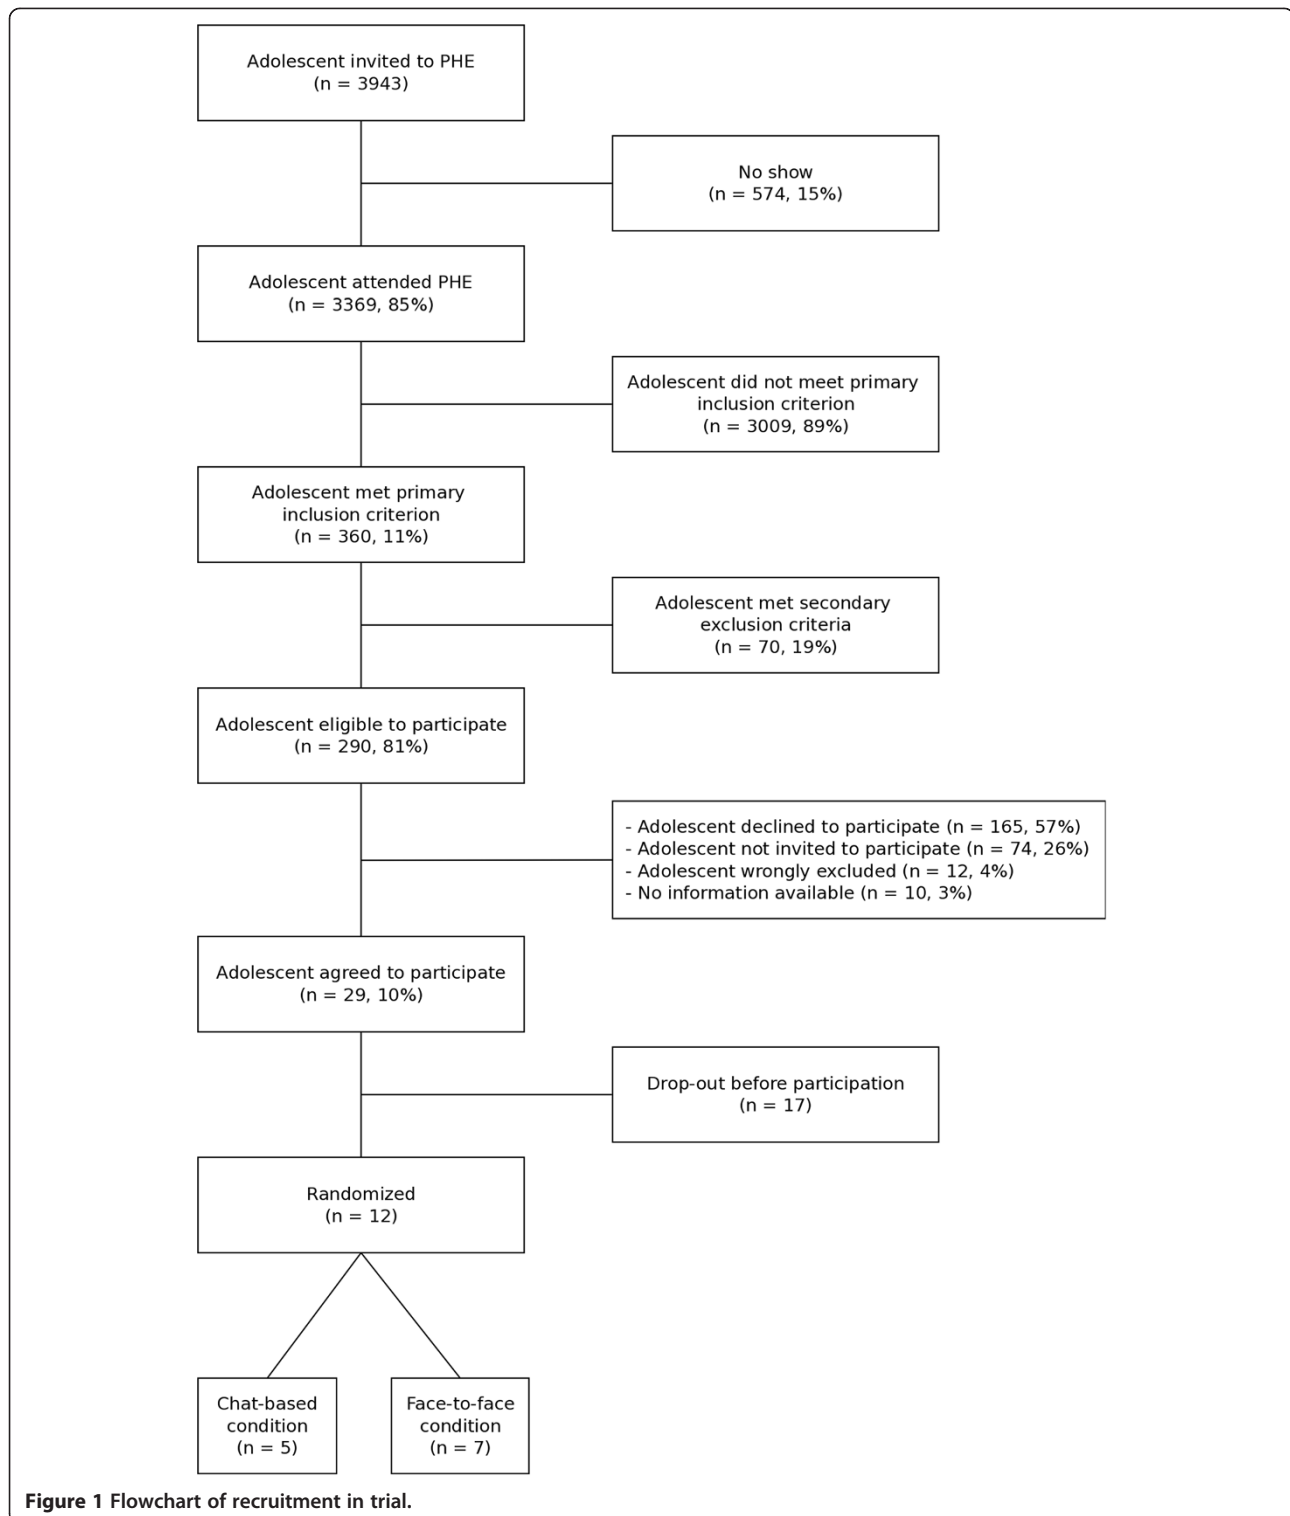 Adolescent invited to PHE
(n = 3943)
No show
(n = 574, 15%)
Adolescent attended PHE
(n = 3369, 85%)
Adolescent did not meet primary
inclusion criterion
(n = 3009, 89%)
Adolescent met primary
inclusion criterion
(n = 360, 11%)
Adolescent met secondary
exclusion criteria
(n = 70, 19%)
Adolescent eligible to participate
(n = 290, 81%)
- Adolescent declined to participate (n = 165, 57%)
- Adolescent not invited to participate (n = 74, 26%)
- Adolescent wrongly excluded (n = 12, 4%)
- No information available (n = 10, 3%)
Adolescent agreed to participate
(n = 29, 10%)
Drop-out before participation
(n = 17)
Randomized
(n = 12)
Chat-based
condition
(n = 5)
Face-to-face
condition
(n = 7)
Figure 1 Flowchart of recruitment in trial.